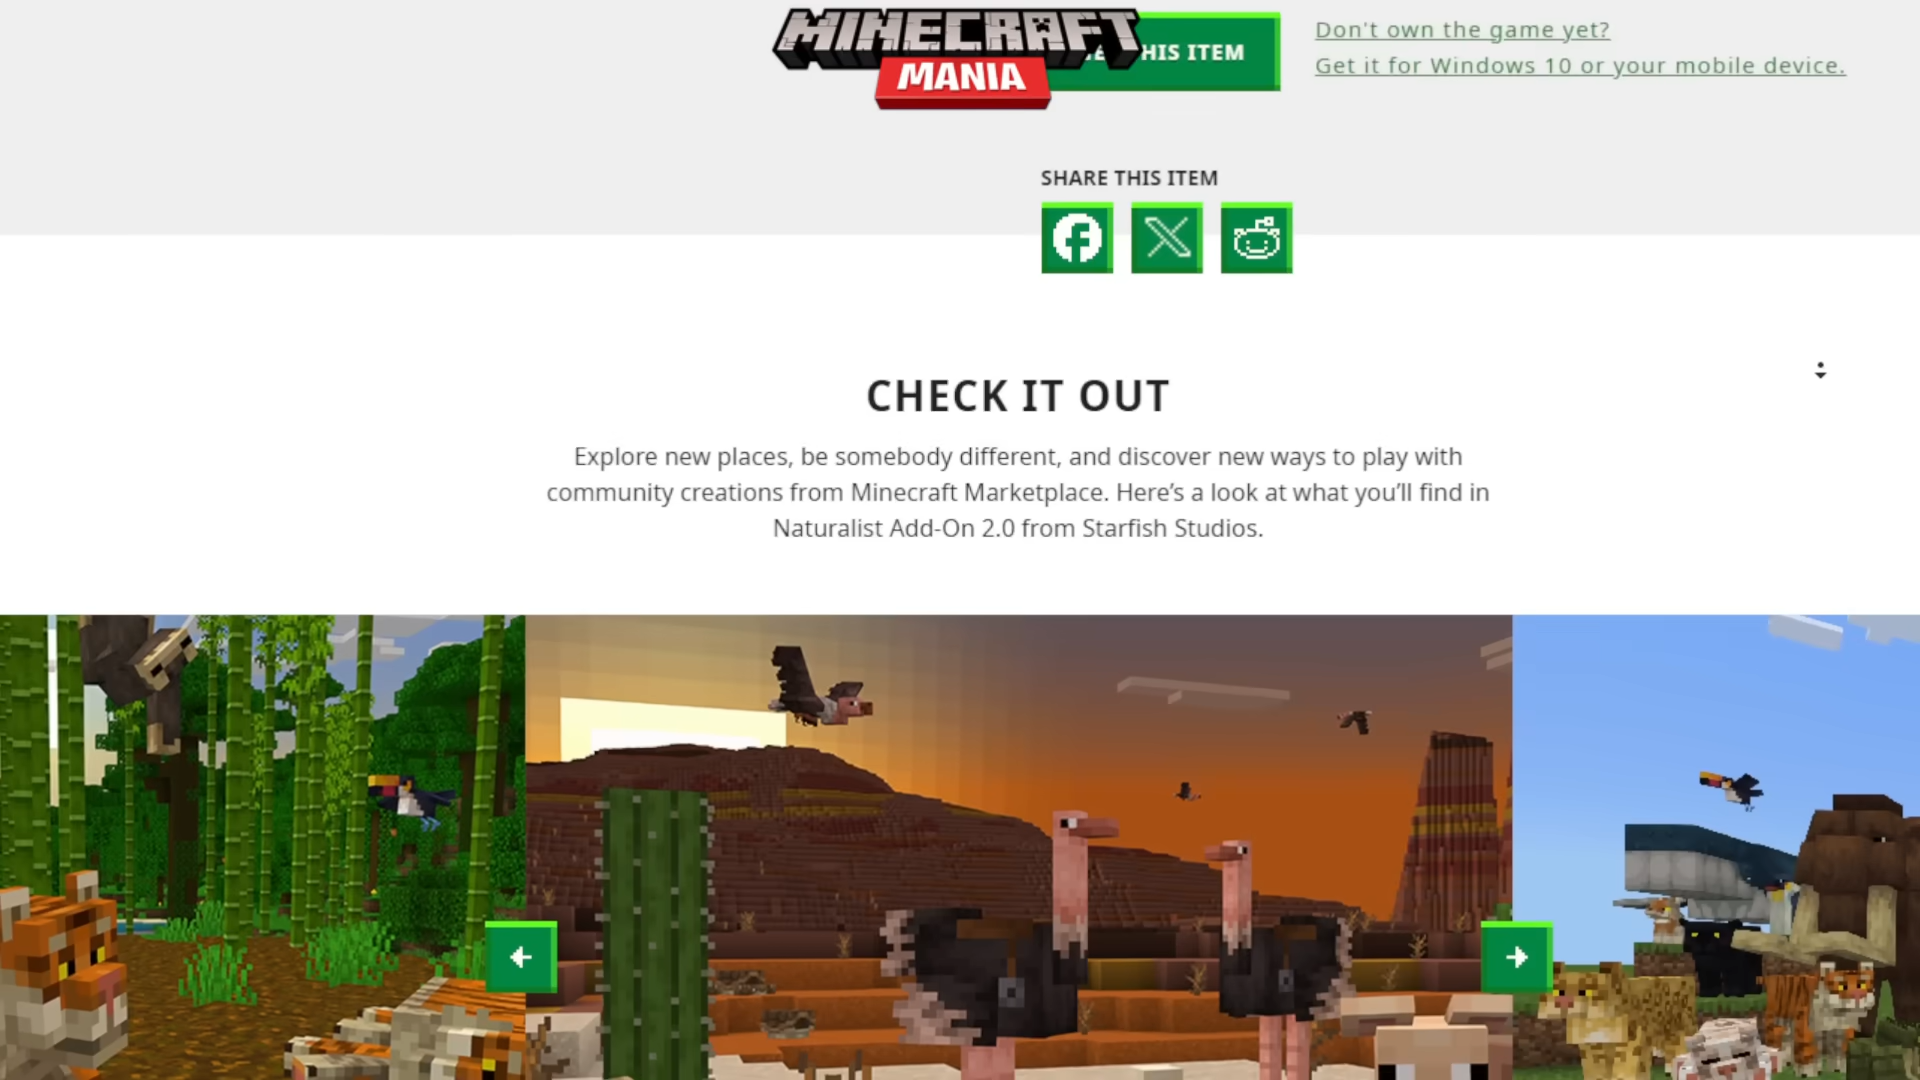 MINECRAFT
MANIA
THIS ITEM
Don't own the game yet?
Get it for Windows 10 or your mobile device.
SHARE THIS ITEM
CHECK IT OUT
Explore new places, be somebody different, and discover new ways to play with
community creations from Minecraft Marketplace. Here's a look at what you'll find in
Naturalist Add-On 2.0 from Starfish Studios.